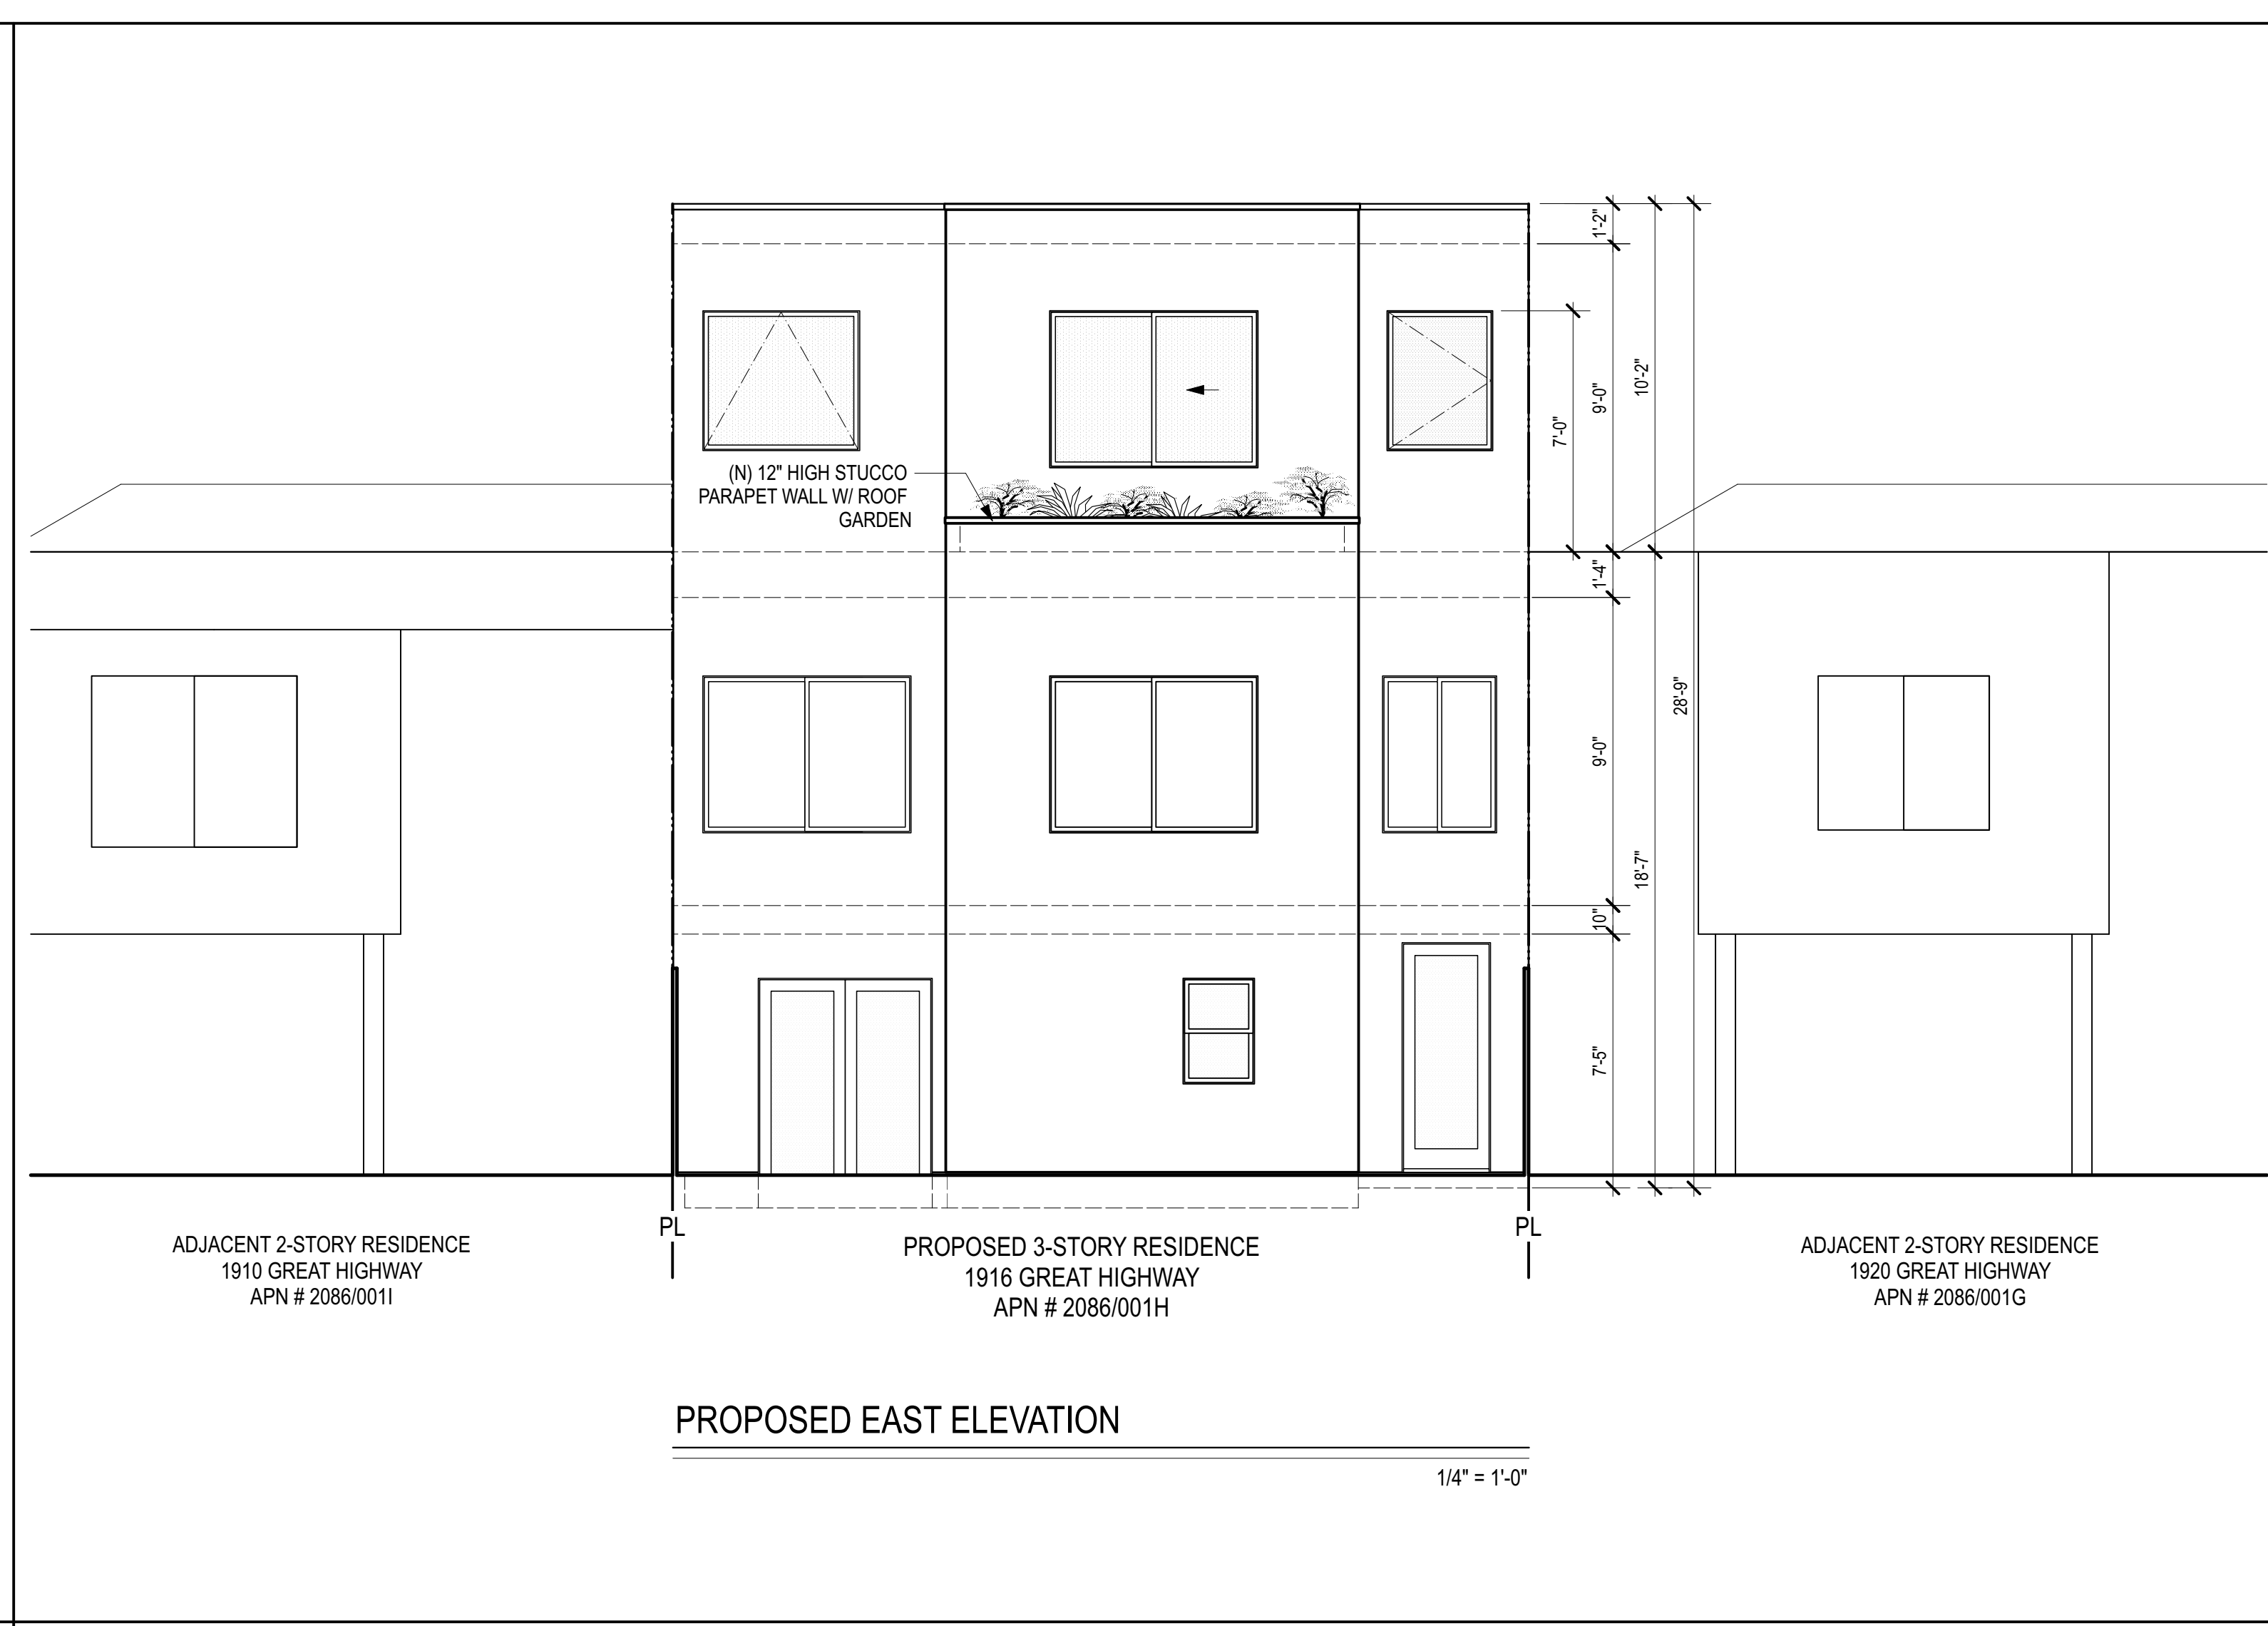 1'-2"
10'-2"
9'-0"
7'-0"
(N) 12" HIGH STUCCO
PARAPET WALL W/ ROOF
GARDEN
1'-4"
28'-9"
9'-0"
18'-7"
10"
7'-5"
PL
PL
ADJACENT 2-STORY RESIDENCE
1910 GREAT HIGHWAY
APN # 2086/001I
PROPOSED 3-STORY RESIDENCE
1916 GREAT HIGHWAY
APN # 2086/001H
ADJACENT 2-STORY RESIDENCE
1920 GREAT HIGHWAY
APN # 2086/001G
PROPOSED EAST ELEVATION
1/4" = 1'-0"